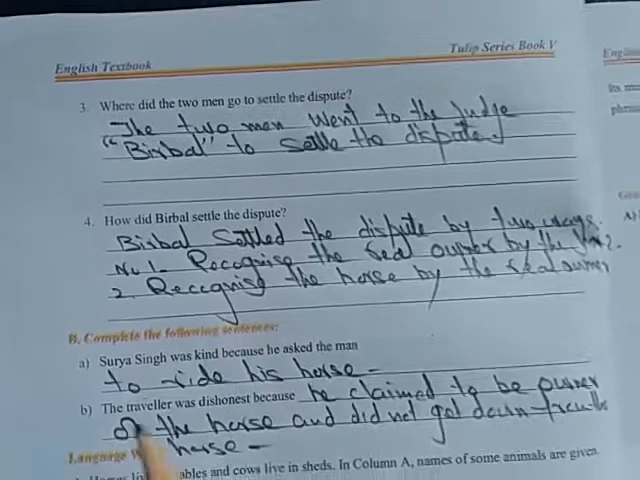 English Textbook
Tulip Series Book V
English
Its m
phra
3. Where did the two men go to settle the dispute?
The two men went to the Judge
"Birbal" to settle the dispute.
4. How did Birbal settle the dispute?
Birbal Settled the dispute by two ways.
No 1. Recognise the real owner by the
2. Recognise the horse by the real owner
A)
B. Complete the following sentences:
a) Surya Singh was kind because he asked the man
to ride his horse -
b) The traveller was dishonest because he claimed to be owner
of the horse and did not got down from the
horse -
Language W
ables and cows live in sheds. In Column A, names of some animals are given